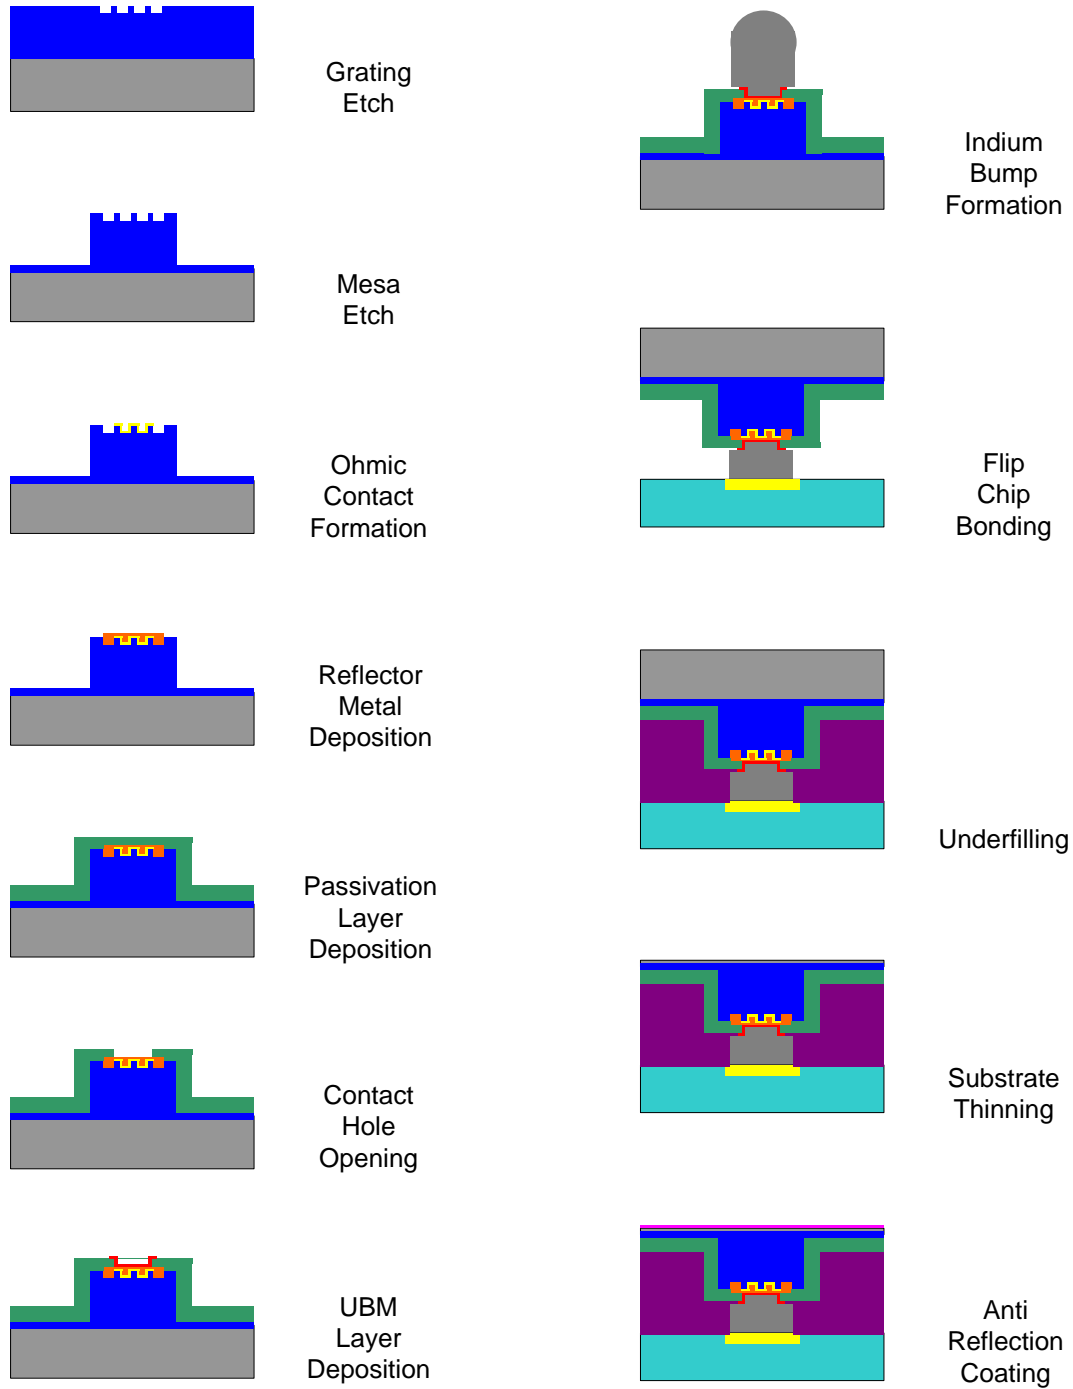 Grating
Etch
Mesa
Etch
Ohmic
Contact
Formation
Reflector
Metal
Deposition
Passivation
Layer
Deposition
Contact
Hole
Opening
UBM
Layer
Deposition
Indium
Bump
Formation
Flip
Chip
Bonding
Underfilling
Substrate
Thinning
Anti
Reflection
Coating